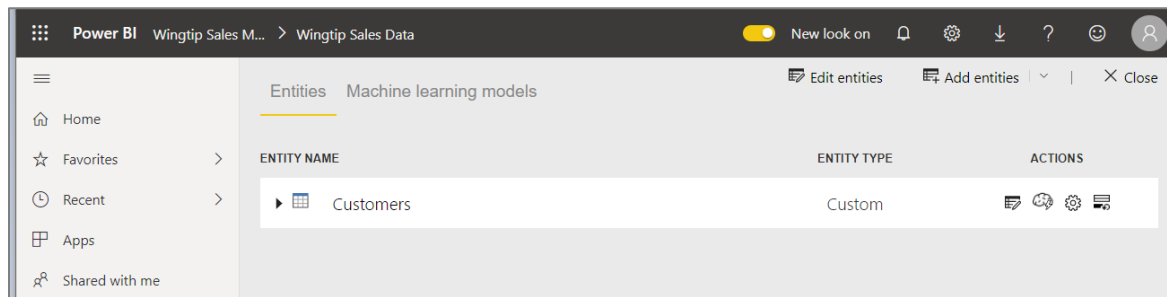 Power BI Wingtip Sales M... > Wingtip Sales Data New look on ?
Edit entities Add entities | Close
Entities Machine learning models
Home
Favorites
Recent
Apps
Shared with me
ENTITY NAME ENTITY TYPE ACTIONS
Customers Custom